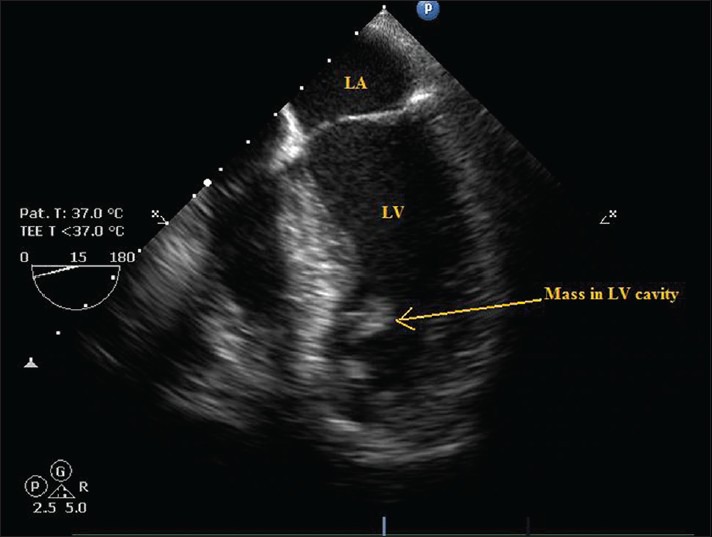 P
LA
LV
Pat. T: 37.0 °C
TEE T <37.0 °C
0 15 180
x
x
Mass in LV cavity
G
P R
2.5 5.0